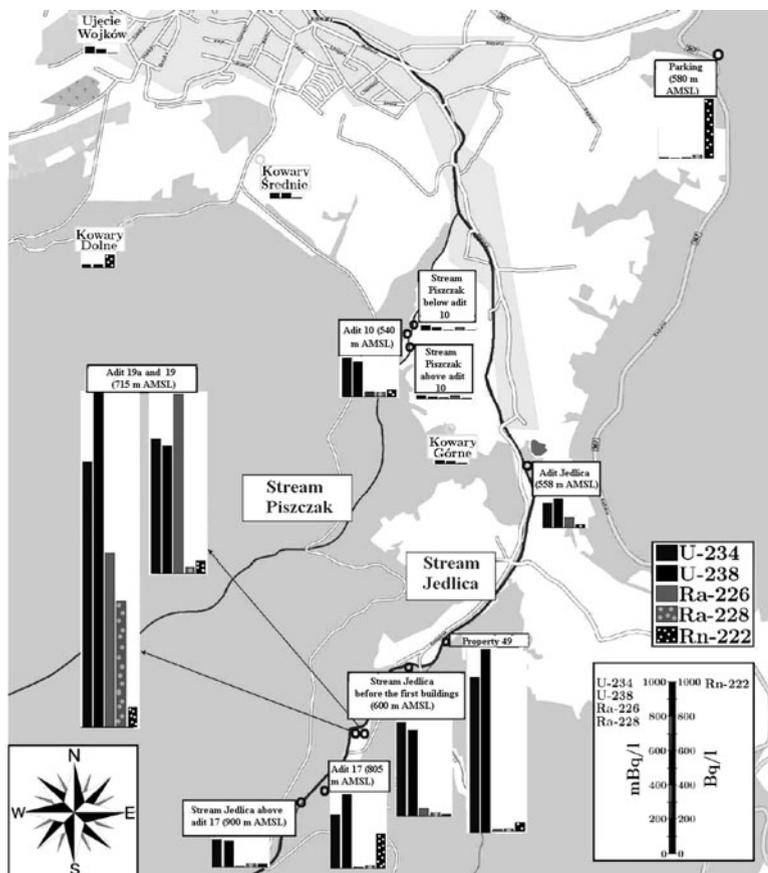 Ujęcie
Wojków
Parking
(580 m
AMSL)
Kowary
Średnie
Kowary
Dolne
Stream
Piszczak
below adit
10
Adit 10 (540
m AMSL)
Stream
Piszczak
above adit
10
Adit 19a and 19
(715 m AMSL)
Kowary
Górne
Adit Jedlica
(558 m AMSL)
Stream
Piszczak
Stream
Jedlica
U-234
U-238
Ra-226
Ra-228
Rn-222
Property 49
Stream Jedlica
before the first buildings
(600 m AMSL)
U-234
U-238
Ra-226
Ra-228
1000 1000 Rn-222
800 800
600 600
400 400
200 200
0 0
mBq/l
Bq/l
Adit 17 (805
m AMSL)
Stream Jedlica above
adit 17 (900 m AMSL)
N
W E
S